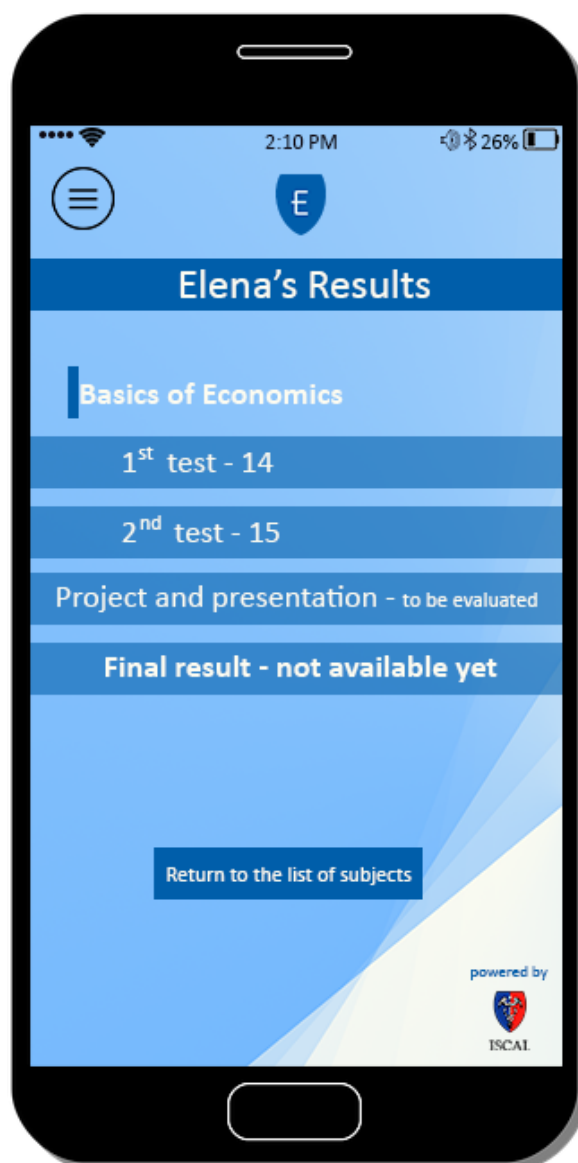 2:10 PM
26%
E
Elena's Results
Basics of Economics
1st test - 14
2nd test - 15
Project and presentation - to be evaluated
Final result - not available yet
Return to the list of subjects
powered by
ISCAL